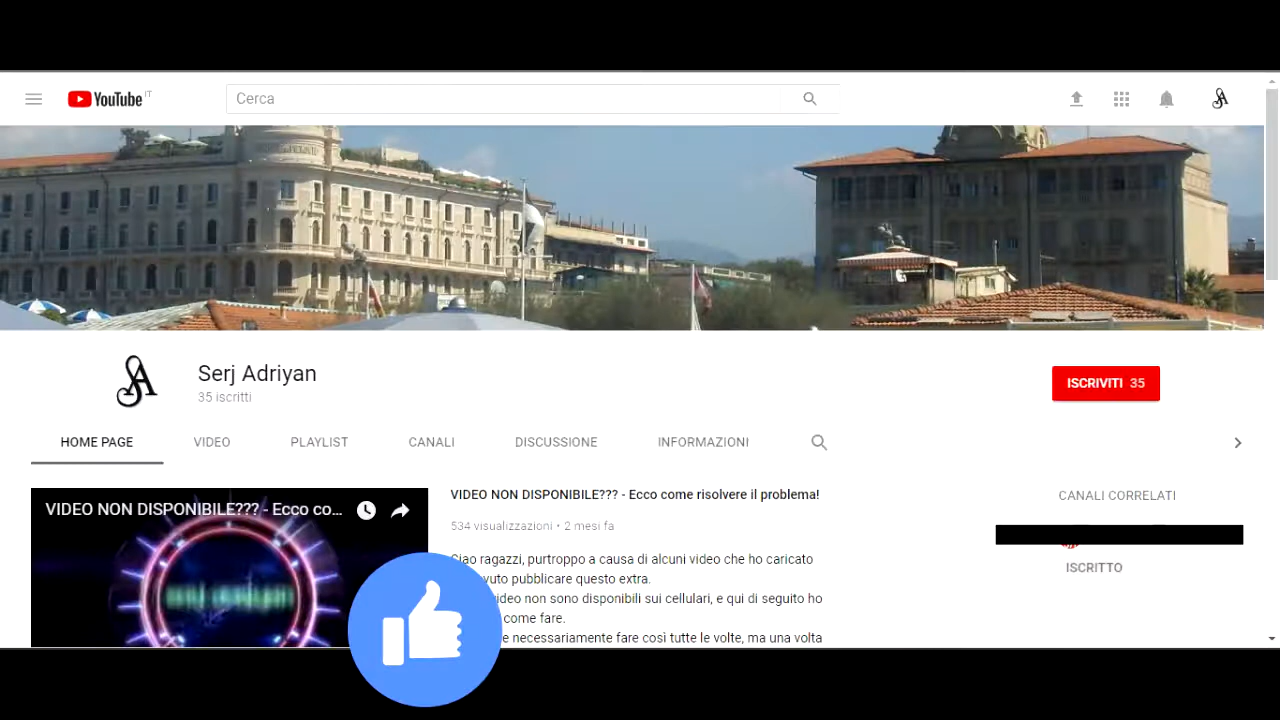 YouTube IT
Cerca
Serj Adriyan
35 iscritti
ISCRIVITI 35
HOME PAGE VIDEO PLAYLIST CANALI DISCUSSIONE INFORMAZIONI
VIDEO NON DISPONIBILE??? - Ecco co...
VIDEO NON DISPONIBILE??? - Ecco come risolvere il problema!
534 visualizzazioni • 2 mesi fa
Ciao ragazzi, purtroppo a causa di alcuni video che ho caricato
pubblicare questo extra.
non sono disponibili sui cellulari, e qui di seguito ho
come fare.
necessariamente fare così tutte le volte, ma una volta
CANALI CORRELATI
ISCRITTO